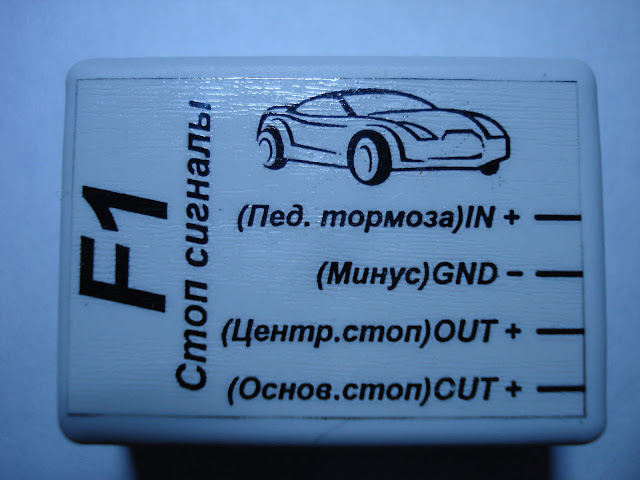 F1
Стоп сигналы
(Пед. тормоза)IN +
(Минус)GND -
(Центр.стоп)OUT +
(Основ.стоп)CUT +